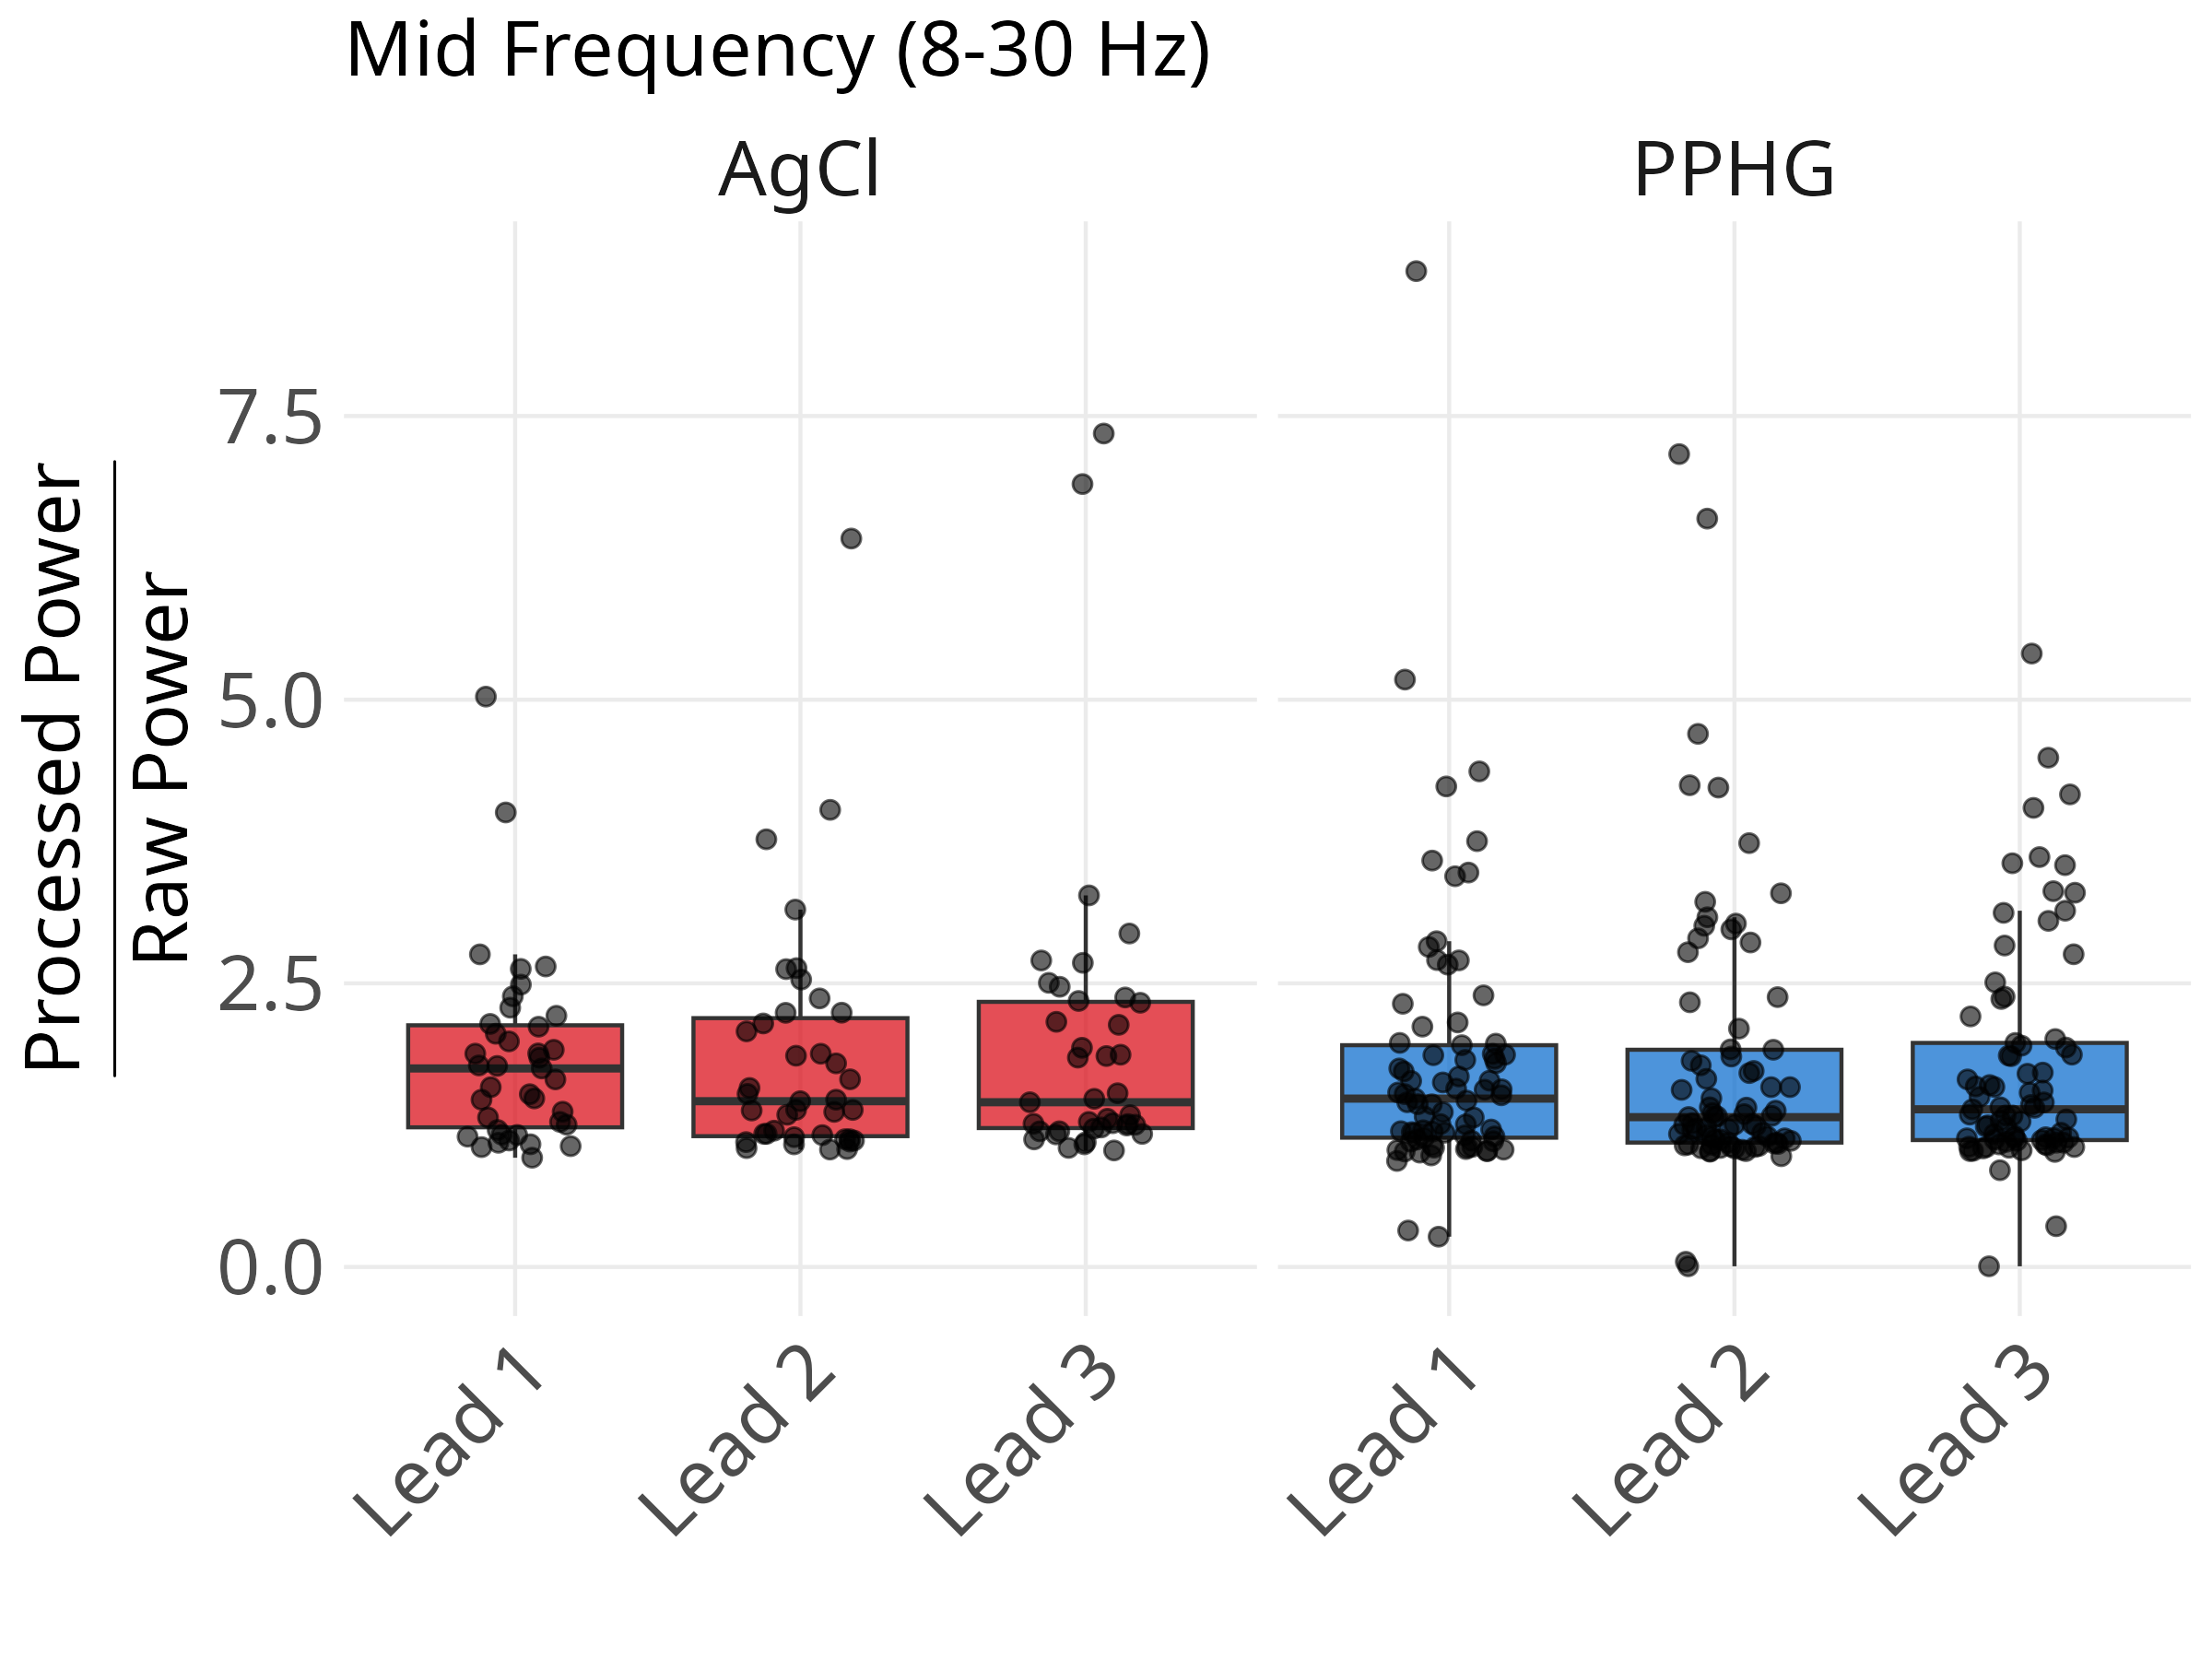 Mid Frequency (8-30 Hz)
AgCl
PPHG
Processed Power
Raw Power
7.5
5.0
2.5
0.0
Lead 1
Lead 2
Lead 3
Lead 1
Lead 2
Lead 3